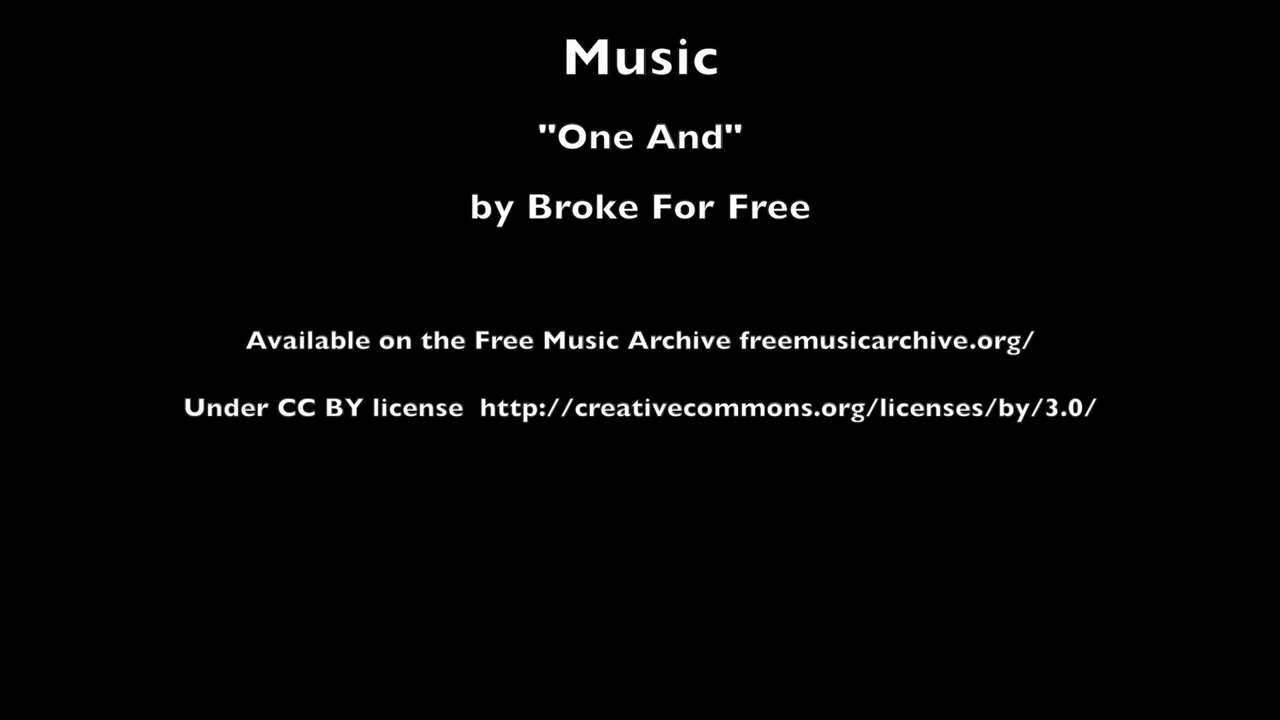 Music
"One And"
by Broke For Free
Available on the Free Music Archive freemusicarchive.org/
Under CC BY license  http://creativecommons.org/licenses/by/3.0/